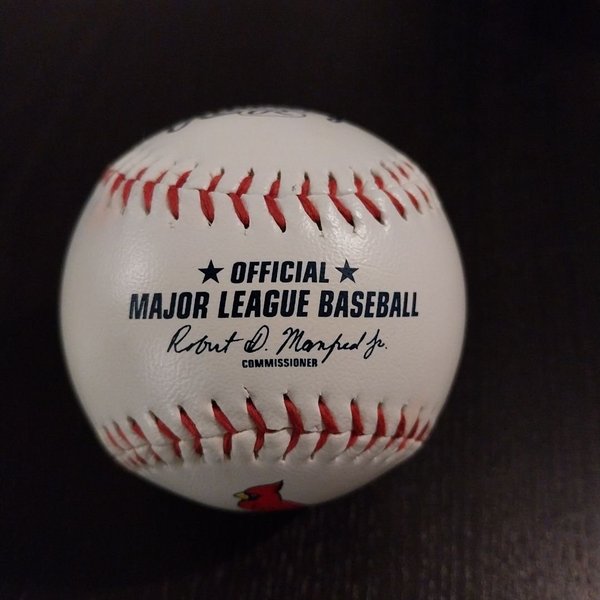 ★ OFFICIAL ★
MAJOR LEAGUE BASEBALL
Robert D. Manfred Jr.
COMMISSIONER